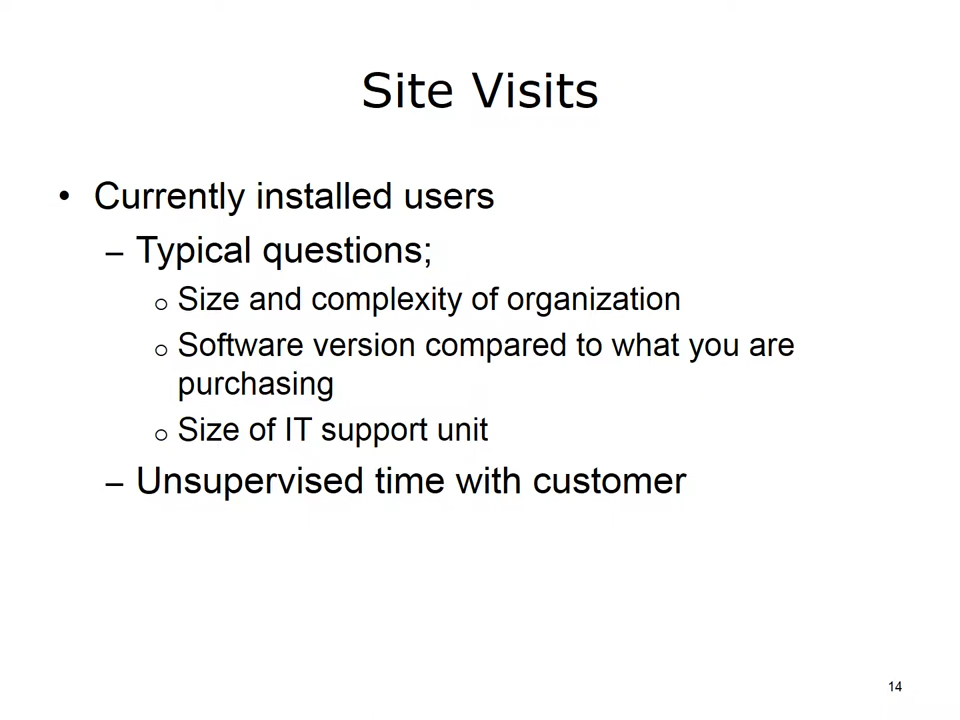 Site Visits
• Currently installed users
– Typical questions;
o Size and complexity of organization
o Software version compared to what you are
purchasing
o Size of IT support unit
– Unsupervised time with customer
14